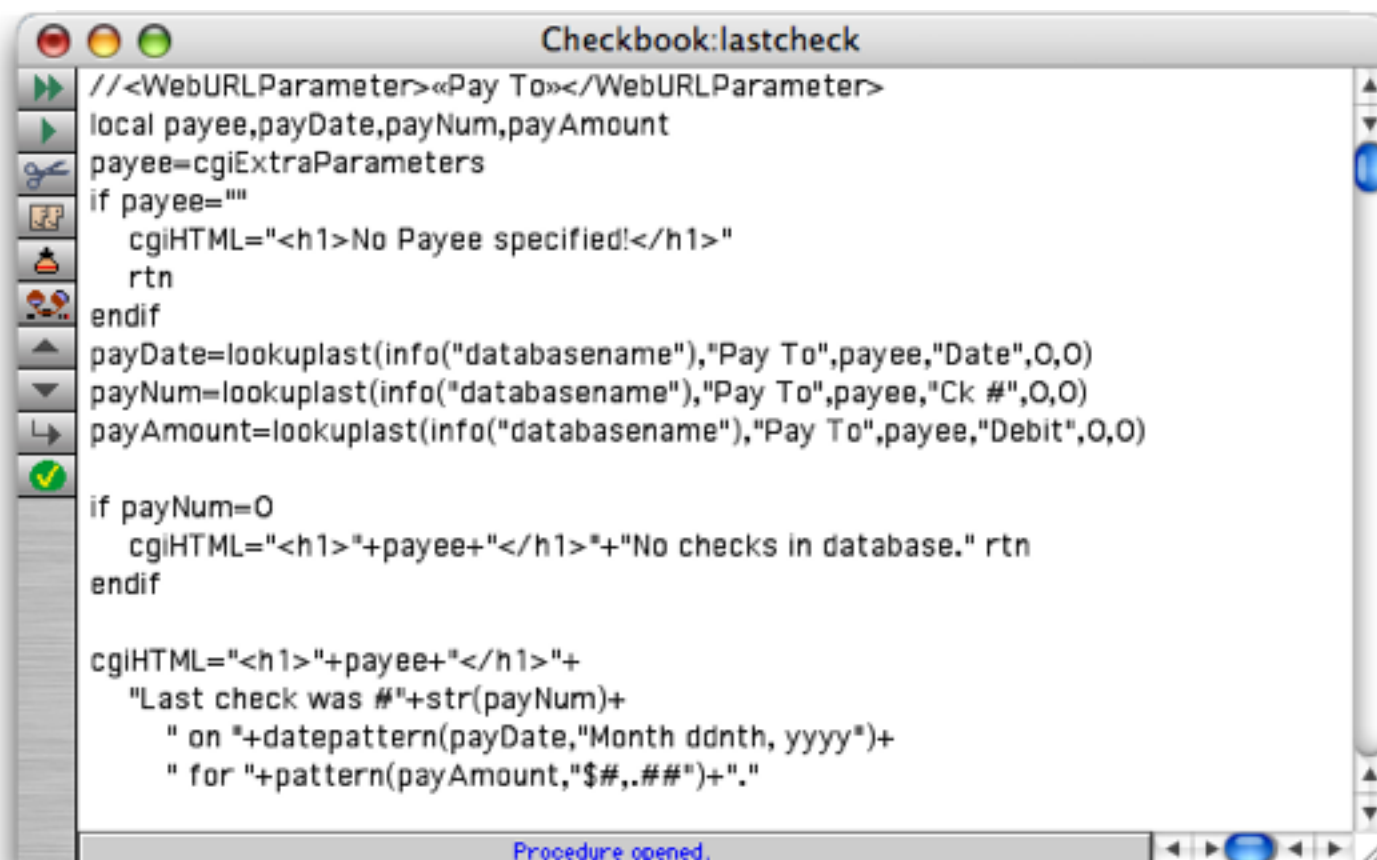 Checkbook:lastcheck
//<WebURLParameter>«Pay To»</WebURLParameter>
local payee,payDate,payNum,payAmount
payee=cgiExtraParameters
if payee=""
cgiHTML="<h1>No Payee specified!</h1>"
rtn
endif
payDate=lookuplast(info("databasename"),"Pay To",payee,"Date",0,0)
payNum=lookuplast(info("databasename"),"Pay To",payee,"Ck #",0,0)
payAmount=lookuplast(info("databasename"),"Pay To",payee,"Debit",0,0)
if payNum=0
cgiHTML="<h1>"+payee+"</h1>"+"No checks in database." rtn
endif
cgiHTML="<h1>"+payee+"</h1>"+
"Last check was #"+str(payNum)+
" on "+datepattern(payDate,"Month ddnth, yyyy")+
" for "+pattern(payAmount,"$#,.##")+"."
Procedure opened.